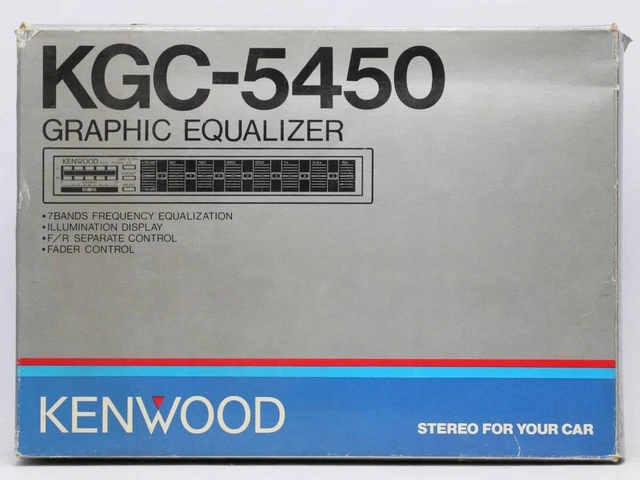 KGC-5450
GRAPHIC EQUALIZER
KENWOOD
•7BANDS FREQUENCY EQUALIZATION
•ILLUMINATION DISPLAY
•F/R SEPARATE CONTROL
•FADER CONTROL
KENWOOD
STEREO FOR YOUR CAR